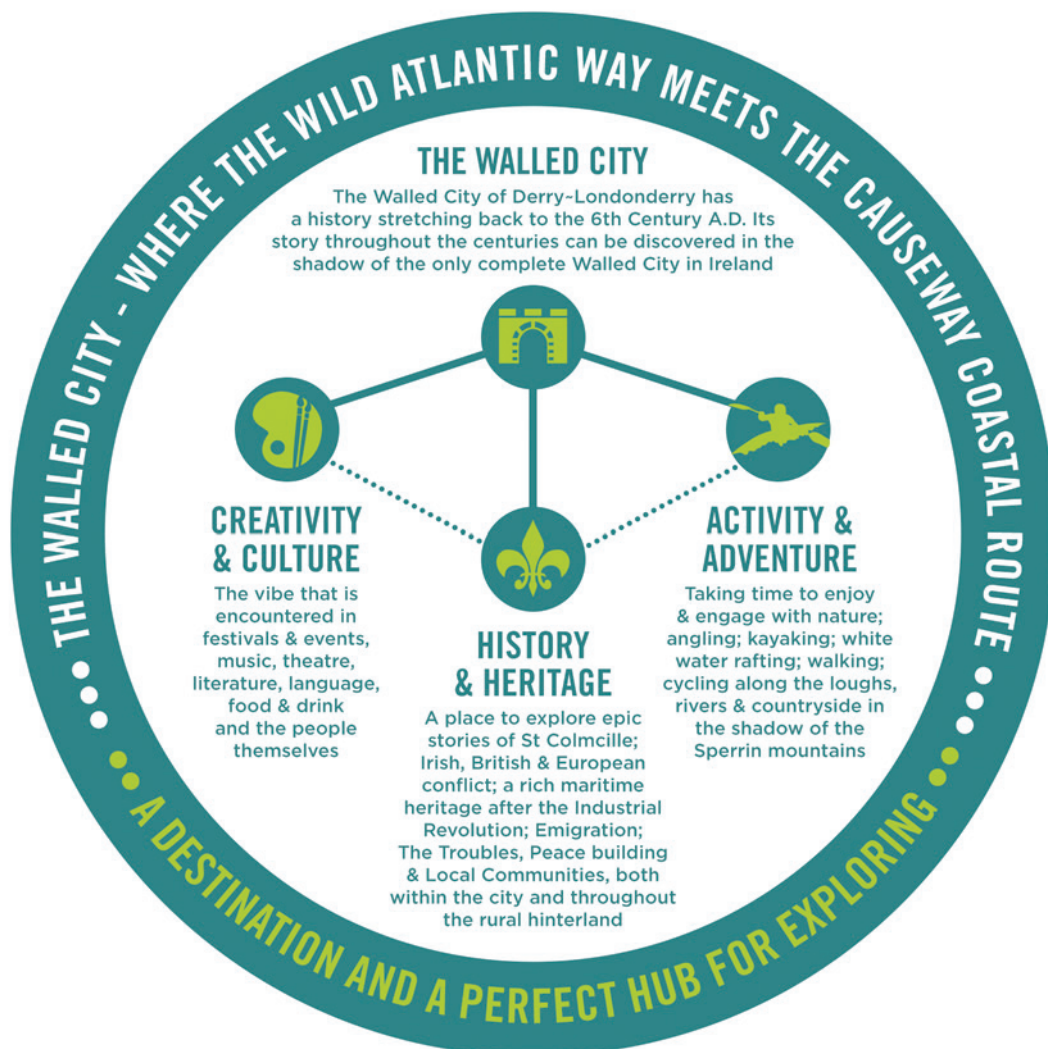 THE WALLED CITY - WHERE THE WILD ATLANTIC WAY MEETS THE CAUSEWAY COASTAL ROUTE
THE WALLED CITY
The Walled City of Derry~Londonderry has
a history stretching back to the 6th Century A.D. Its
story throughout the centuries can be discovered in the
shadow of the only complete Walled City in Ireland
CREATIVITY
& CULTURE
The vibe that is
encountered in
festivals & events,
music, theatre,
literature, language,
food & drink
and the people
themselves
HISTORY
& HERITAGE
A place to explore epic
stories of St Colmcille;
Irish, British & European
conflict; a rich maritime
heritage after the Industrial
Revolution; Emigration;
The Troubles, Peace building
& Local Communities, both
within the city and throughout
the rural hinterland
ACTIVITY &
ADVENTURE
Taking time to enjoy
& engage with nature;
angling; kayaking; white
water rafting; walking;
cycling along the loughs,
rivers & countryside in
the shadow of the
Sperrin mountains
A DESTINATION AND A PERFECT HUB FOR EXPLORING